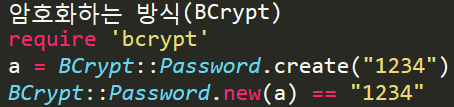 암호화하는 방식(BCrypt)
require 'bcrypt'
a = BCrypt::Password.create("1234")
BCrypt::Password.new(a) == "1234"